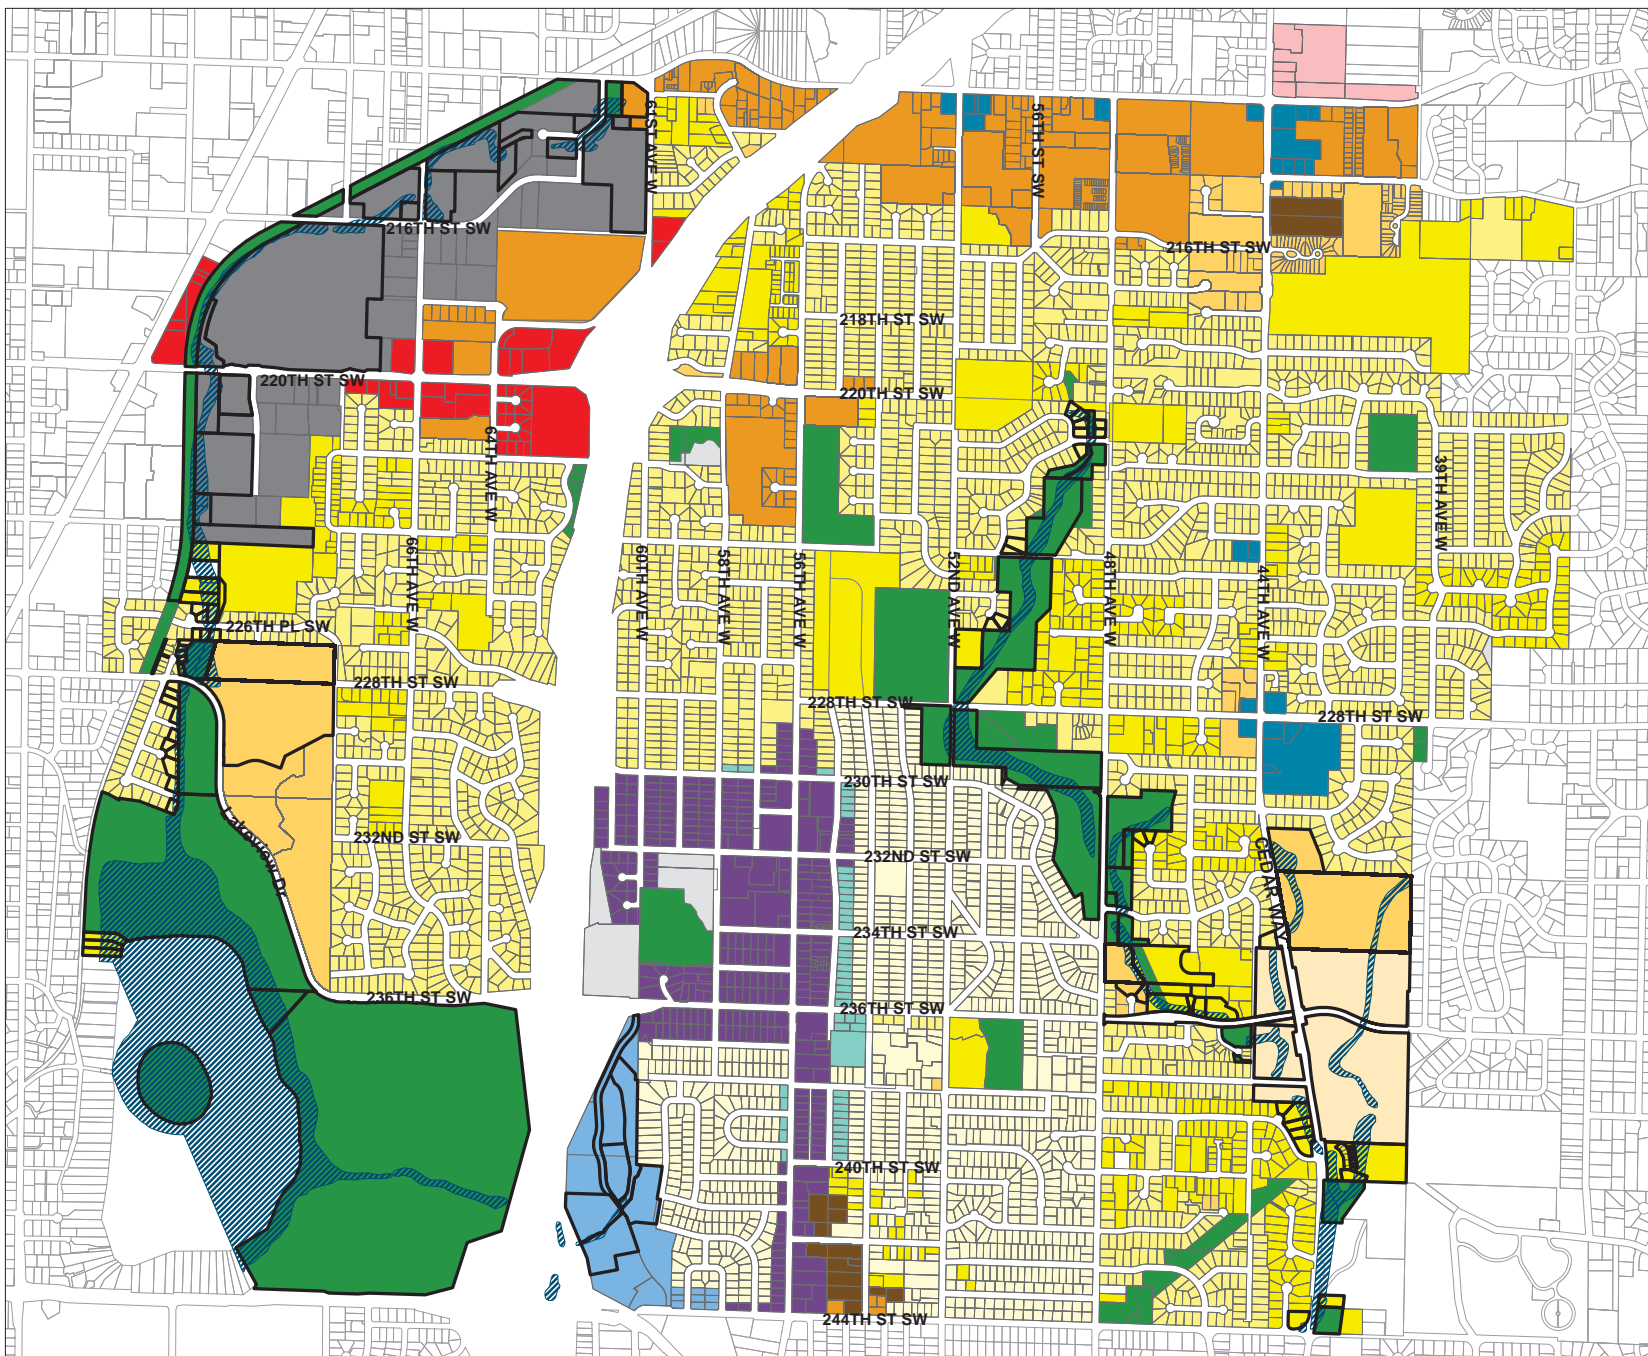 61ST AVE W
56TH ST SW
216TH ST SW
216TH ST SW
218TH ST SW
220TH ST SW
220TH ST SW
64TH AVE W
39TH AVE W
66TH AVE W
60TH AVE W
58TH AVE W
56TH AVE W
52ND AVE W
48TH AVE W
44TH AVE W
226TH PL SW
228TH ST SW
228TH ST SW
228TH ST SW
230TH ST SW
Lakeview Dr
232ND ST SW
232ND ST SW
CEDAR WAY
234TH ST SW
236TH ST SW
236TH ST SW
240TH ST SW
244TH ST SW